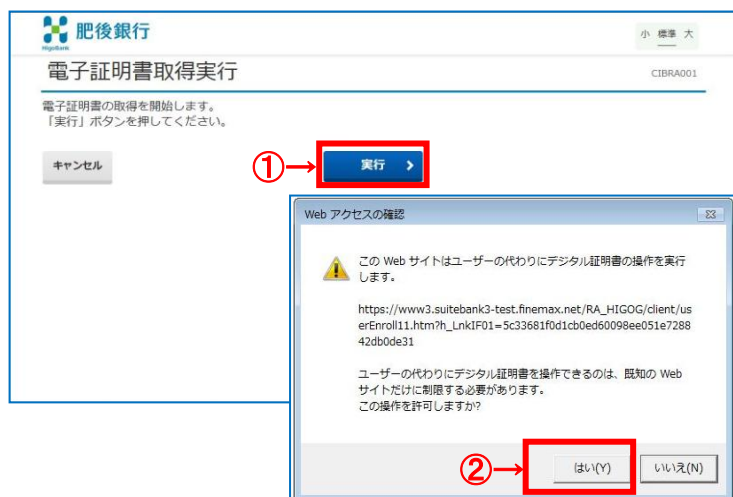 肥後銀行
HigoBank
小 標準 大
電子証明書取得実行
CIBRA001
電子証明書の取得を開始します。
「実行」ボタンを押してください。
キャンセル
①→
実行 >
Web アクセスの確認
この Web サイトはユーザーの代わりにデジタル証明書の操作を実行
します。
https://www3.suitebank3-test.finemax.net/RA_HIGOG/client/us
erEnroll11.htm?h_LnkIF01=5c33681f0d1cb0ed60098ee051e7288
42db0de31
ユーザーの代わりにデジタル証明書を操作できるのは、既知の Web
サイトだけに制限する必要があります。
この操作を許可しますか?
②→
はい(Y)
いいえ(N)